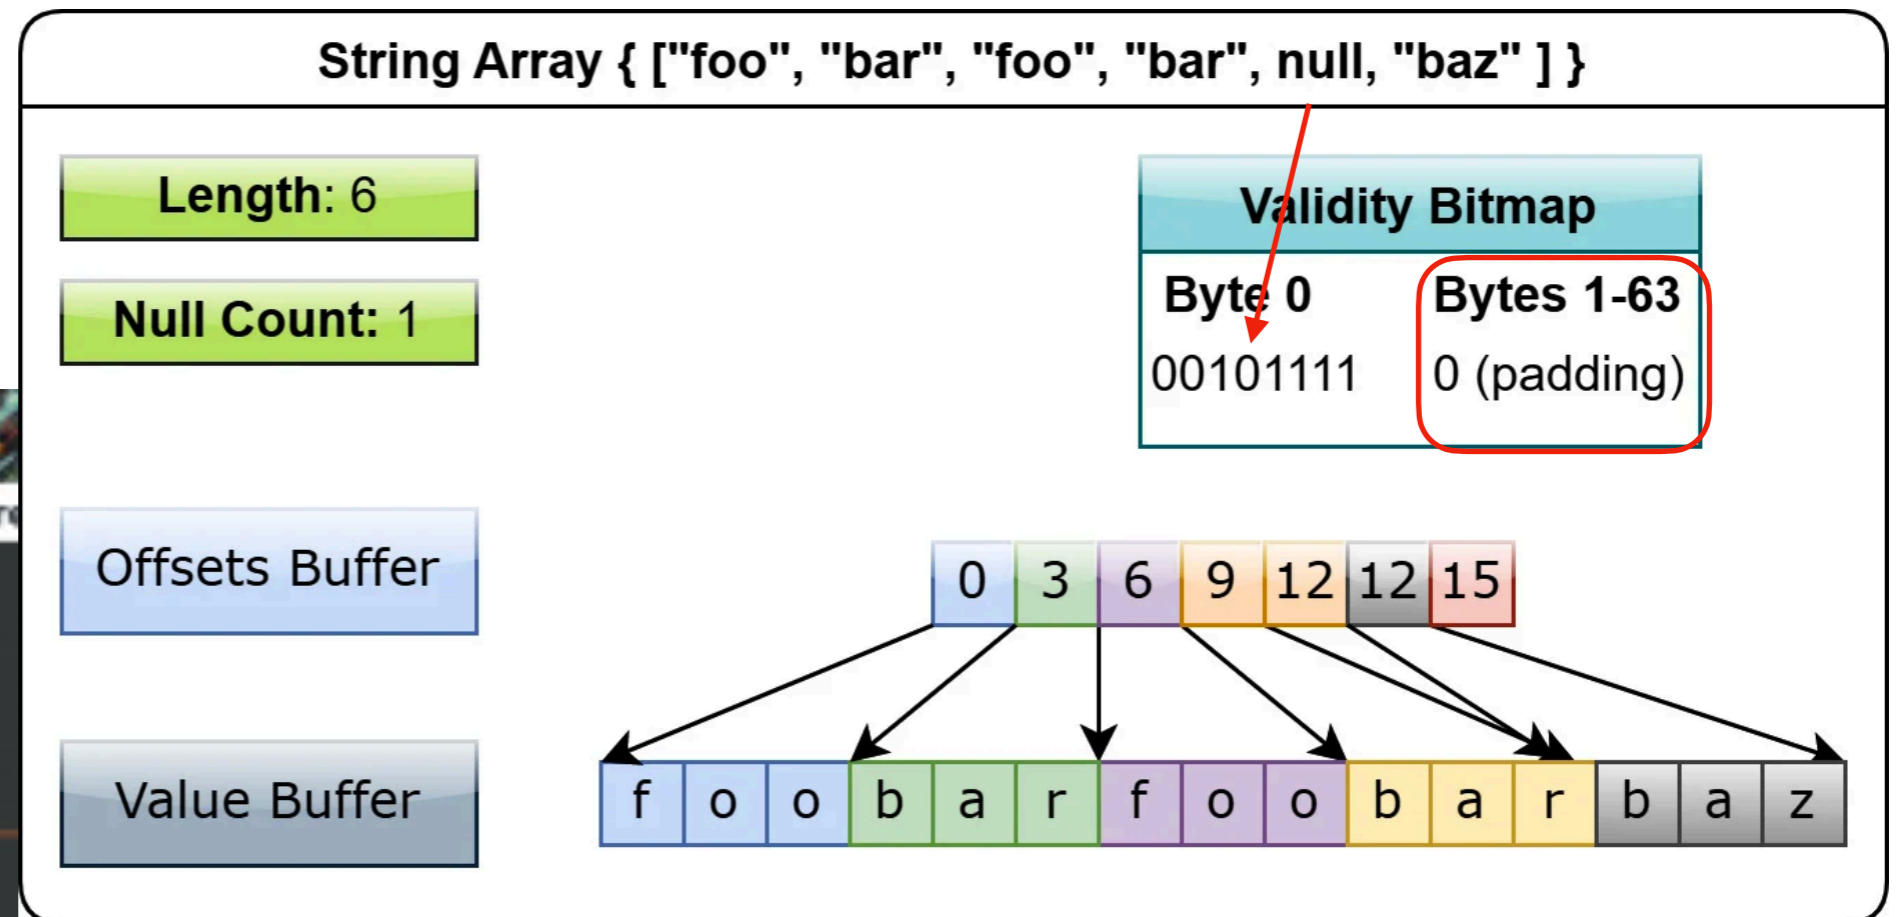 String Array { ["foo", "bar", "foo", "bar", null, "baz" ] }
Length: 6
Validity Bitmap
Null Count: 1
Byte 0 Bytes 1-63
00101111 0 (padding)
Offsets Buffer
0 3 6 9 12 12 15
Value Buffer
f o o b a r f o o b a r b a z